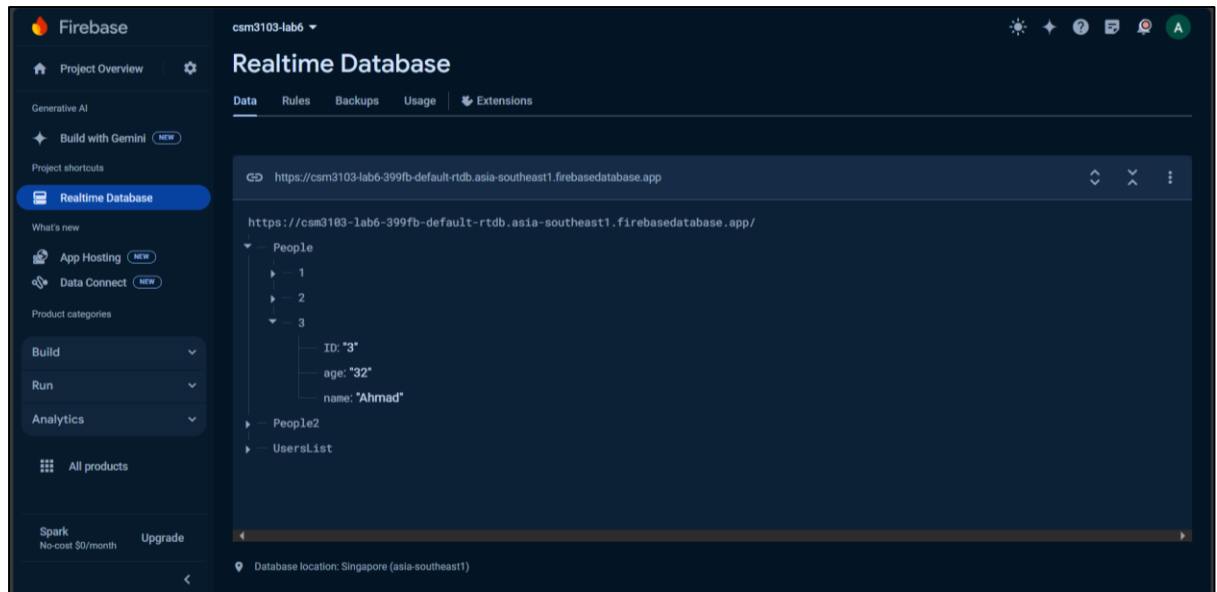 Firebase
Project Overview
Generative AI
Build with Gemini NEW
Project shortcuts
Realtime Database
What's new
App Hosting NEW
Data Connect NEW
Product categories
Build
Run
Analytics
All products
Spark
No-cost $0/month
Upgrade
csm3103-lab6
A
Realtime Database
Data Rules Backups Usage Extensions
https://csm3103-lab6-399fb-default-rtdb.asia-southeast1.firebasedatabase.app
https://csm3103-lab6-399fb-default-rtdb.asia-southeast1.firebasedatabase.app/
People
1
2
3
ID: "3"
age: "32"
name: "Ahmad"
People2
UsersList
Database location: Singapore (asia-southeast1)